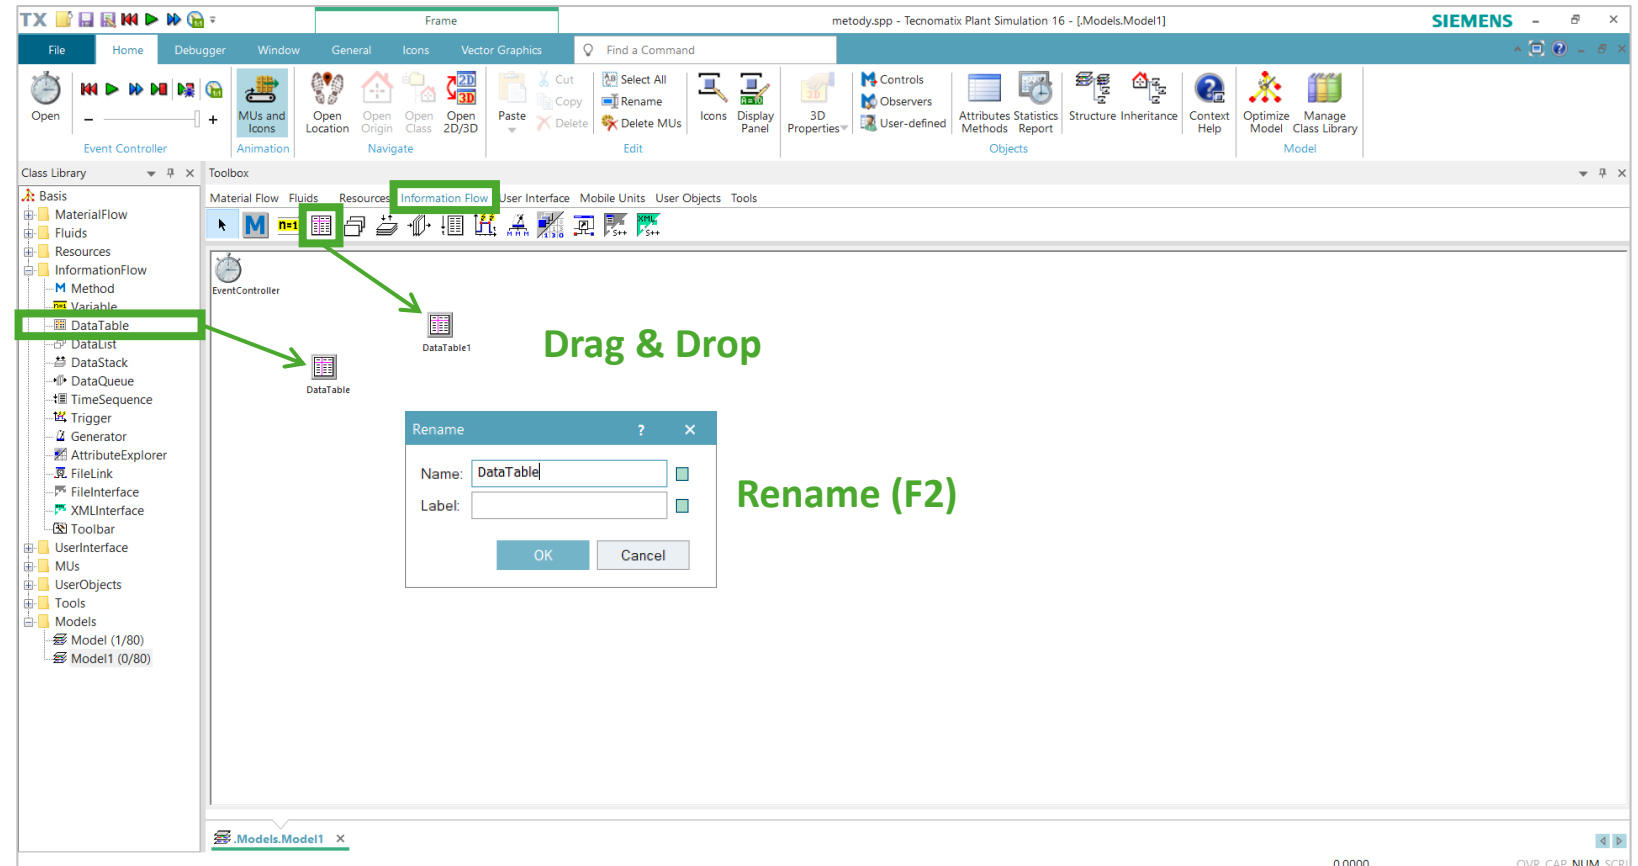 TX
Frame
metody.spp - Tecnomatix Plant Simulation 16 - [.Models.Model1]
SIEMENS
File Home Debugger Window General Icons Vector Graphics Find a Command
Open
Event Controller
MUs and Icons
Animation
Open Location
Open Origin
Open Class
2D 3D
Open 2D/3D
Navigate
Paste
Cut
Copy
Delete
Select All
Rename
Delete MUs
Edit
Icons
Display Panel
3D Properties
Controls
Observers
User-defined
Attributes Methods
Statistics Report
Structure
Inheritance
Objects
Context Help
Optimize Model
Manage Class Library
Model
Class Library
Toolbox
Basis
MaterialFlow
Fluids
Resources
InformationFlow
Method
Variable
DataTable
DataList
DataStack
DataQueue
TimeSequence
Trigger
Generator
AttributeExplorer
FileLink
FileInterface
XMLInterface
Toolbar
UserInterface
MUs
UserObjects
Tools
Models
Model (1/80)
Model1 (0/80)
Material Flow Fluids Resources Information Flow User Interface Mobile Units User Objects Tools
M n=1
EventController
DataTable1
DataTable
Drag & Drop
Rename ?
Name: DataTable
Label:
OK Cancel
Rename (F2)
.Models.Model1
0.0000
OVR CAP NUM SCRL